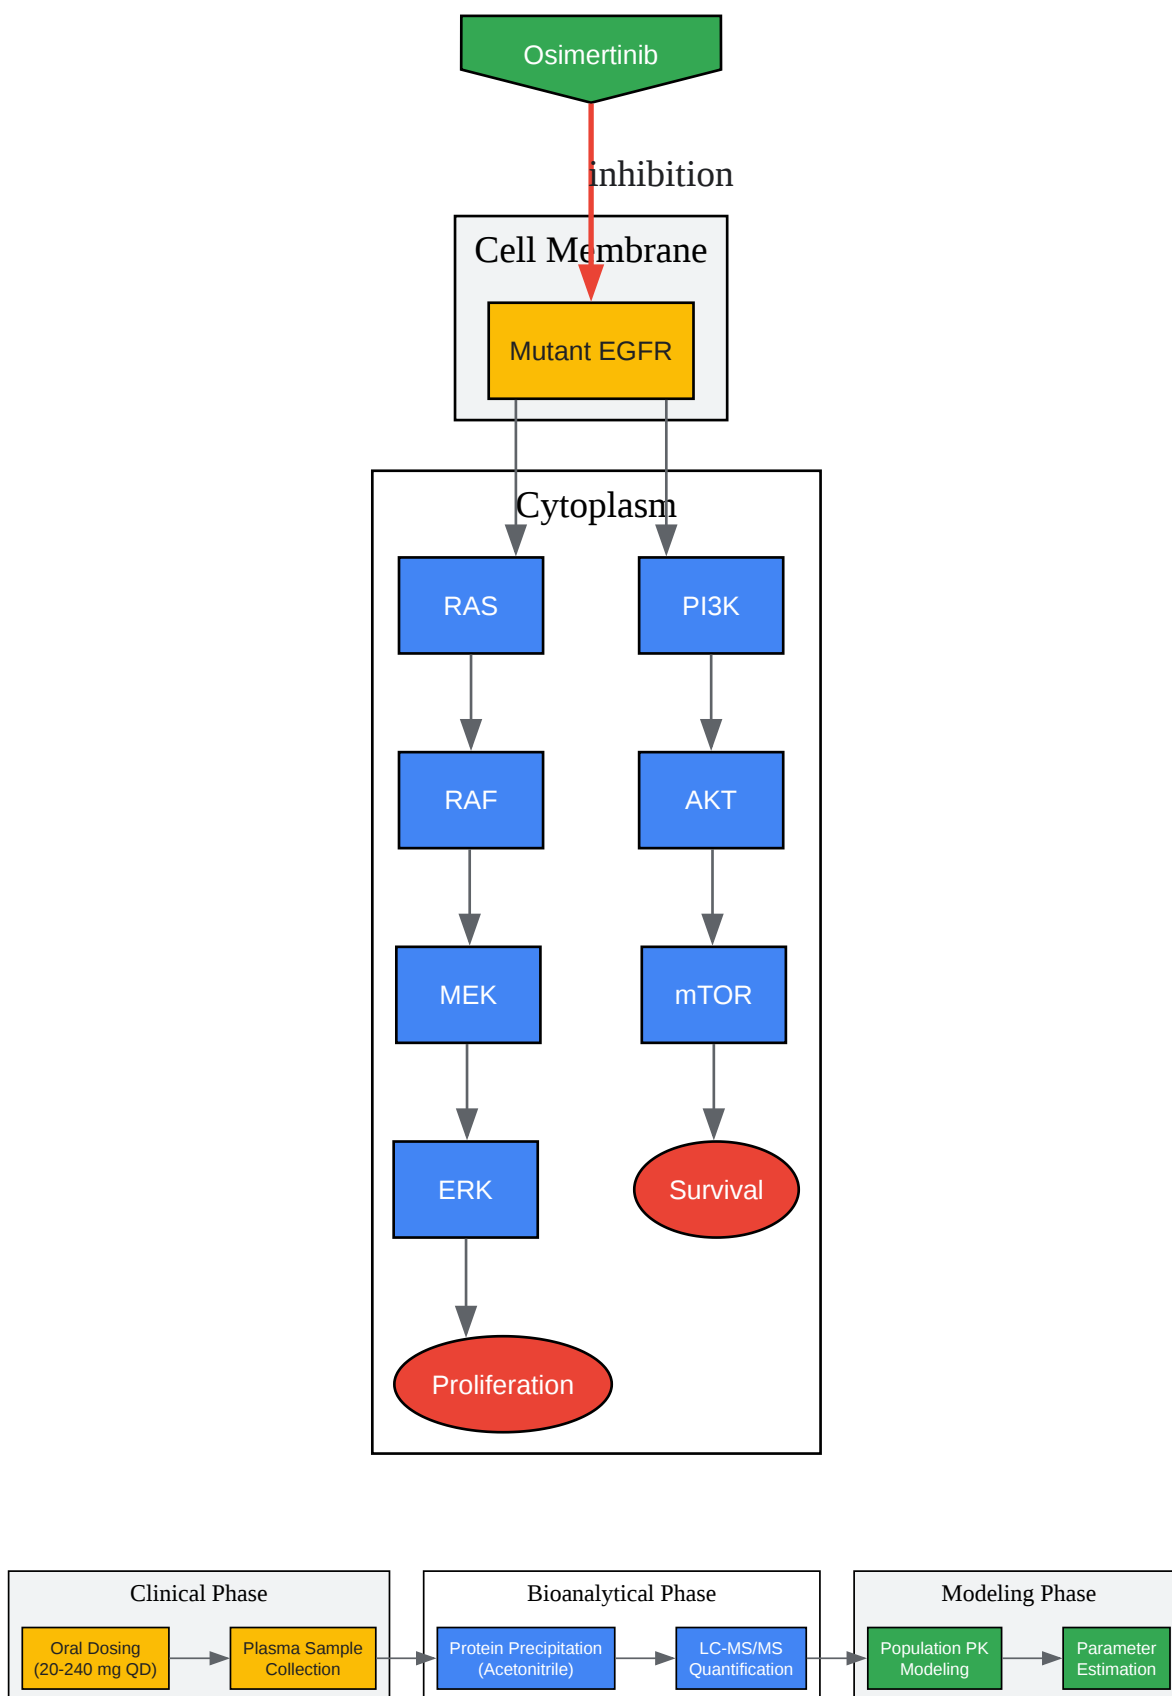 Osimertinib
inhibition
Cell Membrane
Mutant EGFR
Cytoplasm
RAS
PI3K
RAF
AKT
MEK
mTOR
ERK
Survival
Proliferation
Clinical Phase
Oral Dosing
(20-240 mg QD)
Plasma Sample
Collection
Bioanalytical Phase
Protein Precipitation
(Acetonitrile)
LC-MS/MS
Quantification
Modeling Phase
Population PK
Modeling
Parameter
Estimation